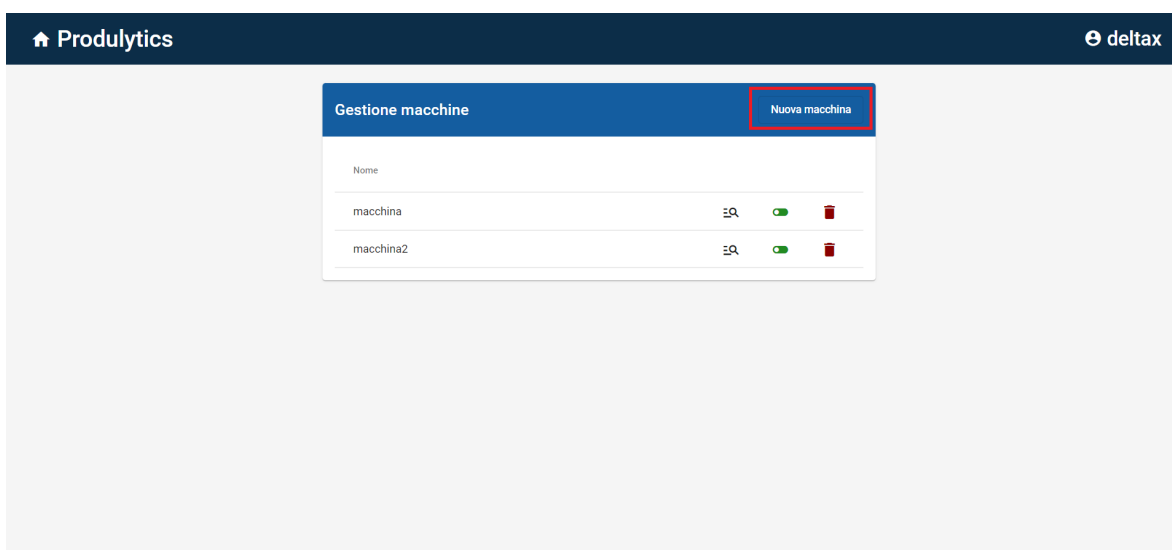 Produlytics
deltax
Gestione macchine
Nuova macchina
Nome
macchina
macchina2